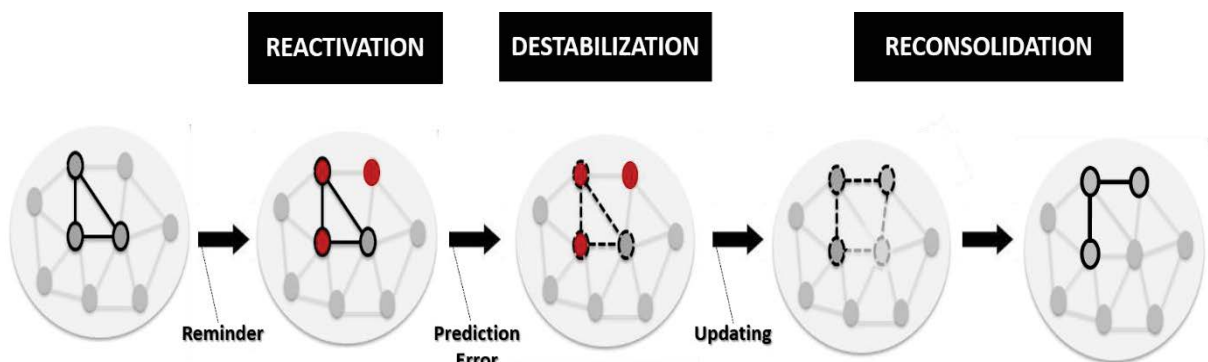 REACTIVATION
DESTABILIZATION
RECONSOLIDATION
Reminder
Prediction
Error
Updating